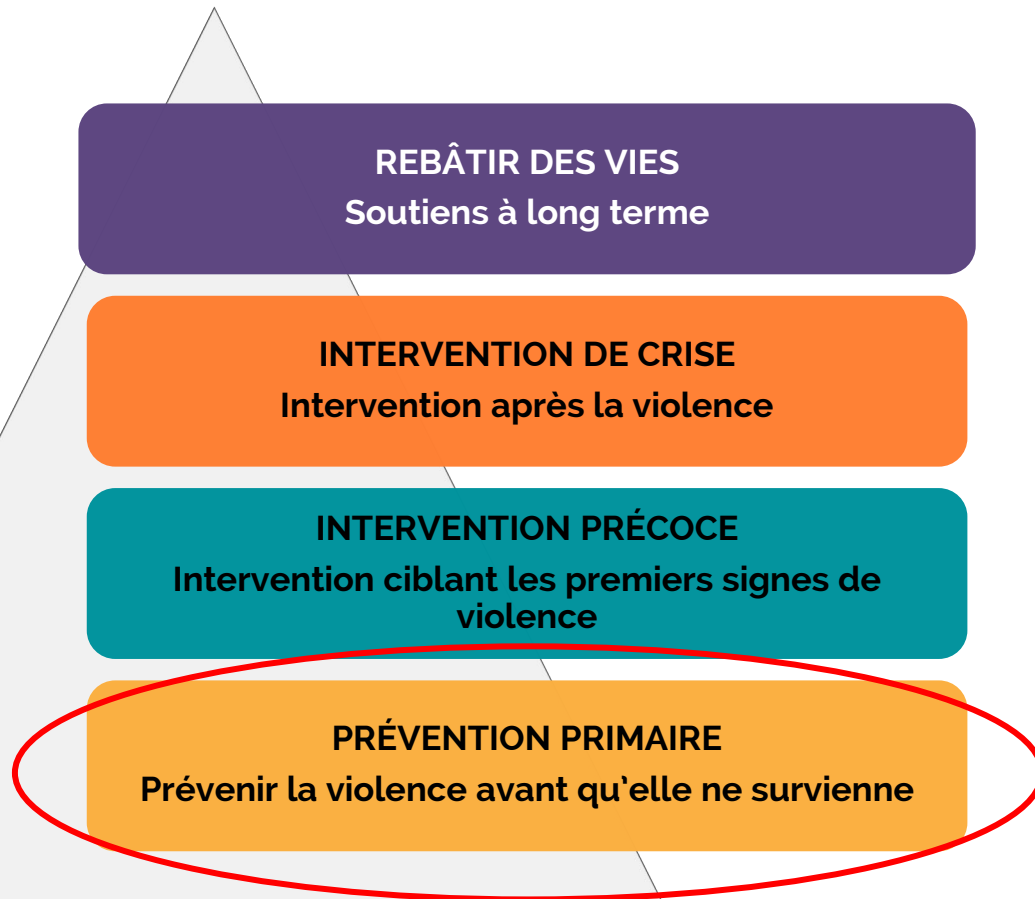 REBÂTIR DES VIES
Soutiens à long terme
INTERVENTION DE CRISE
Intervention après la violence
INTERVENTION PRÉCOCE
Intervention ciblant les premiers signes de
violence
PRÉVENTION PRIMAIRE
Prévenir la violence avant qu'elle ne survienne